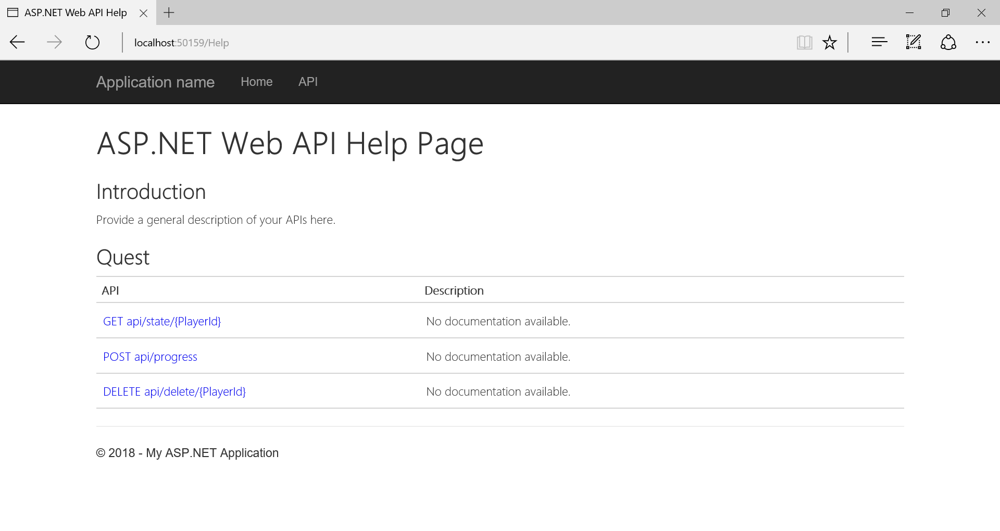 ASP.NET Web API Help
localhost:50159/Help
Application name Home API
ASP.NET Web API Help Page
Introduction
Provide a general description of your APIs here.
Quest
API Description
GET api/state/{PlayerId} No documentation available.
POST api/progress No documentation available.
DELETE api/delete/{PlayerId} No documentation available.
© 2018 - My ASP.NET Application